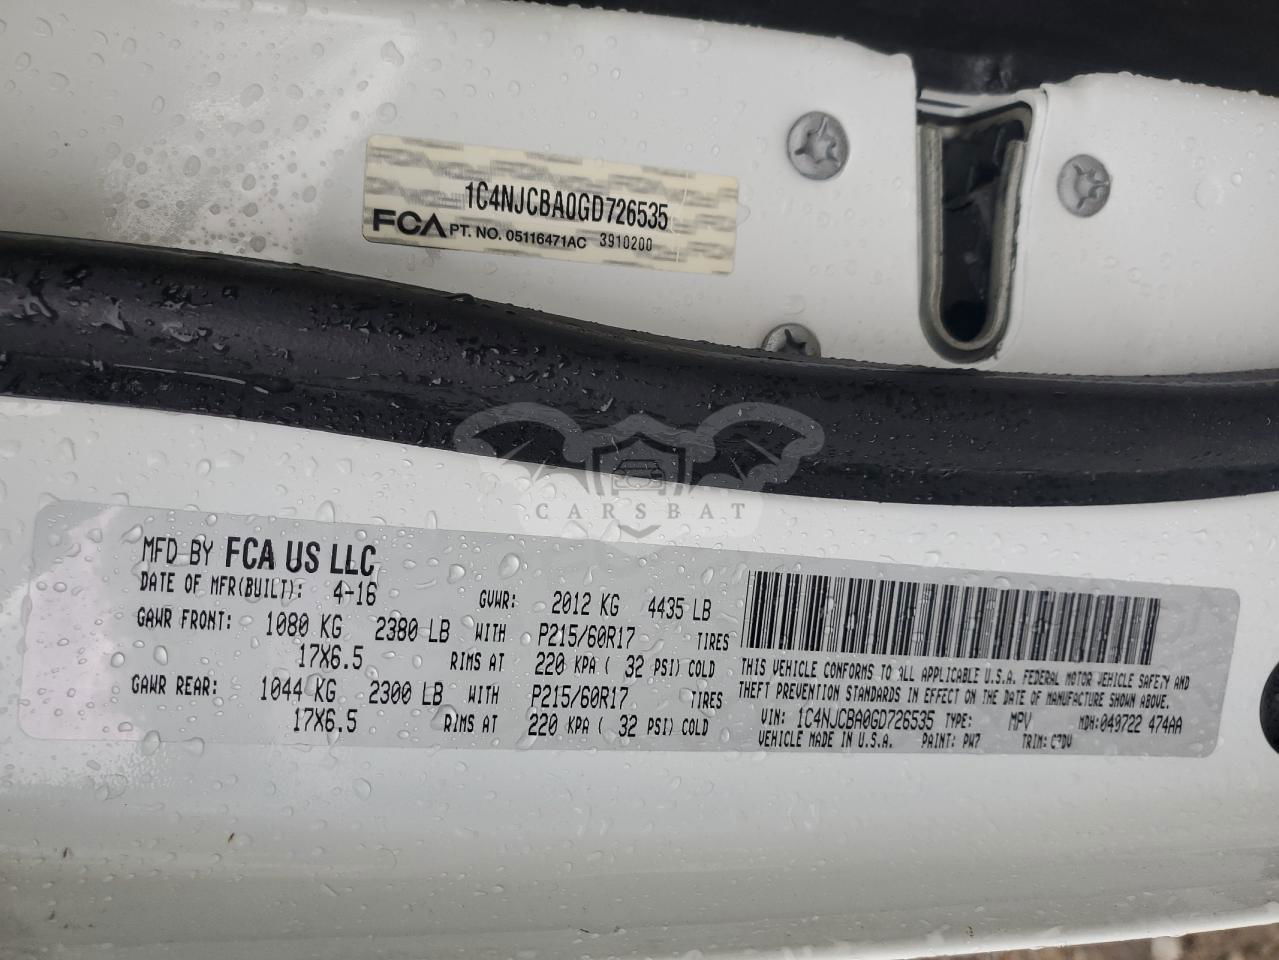 1C4NJCBA0GD726535
FCA PT. NO. 05116471AC 3910200
CARSBAT
MFD BY FCA US LLC
DATE OF MFR(BUILT): 4-16 GVWR: 2012 KG 4435 LB
GAWR FRONT: 1080 KG 2380 LB WITH P215/60R17 TIRES
17X6.5 RIMS AT 220 KPA ( 32 PSI) COLD
GAWR REAR: 1044 KG 2300 LB WITH P215/60R17 TIRES
17X6.5 RIMS AT 220 KPA ( 32 PSI) COLD
THIS VEHICLE CONFORMS TO ALL APPLICABLE U.S.A. FEDERAL MOTOR VEHICLE SAFETY AND
THEFT PREVENTION STANDARDS IN EFFECT ON THE DATE OF MANUFACTURE SHOWN ABOVE.
VIN: 1C4NJCBA0GD726535 TYPE: MPV MDH:049722 474AA
VEHICLE MADE IN U.S.A. PAINT: PW7 TRIM: